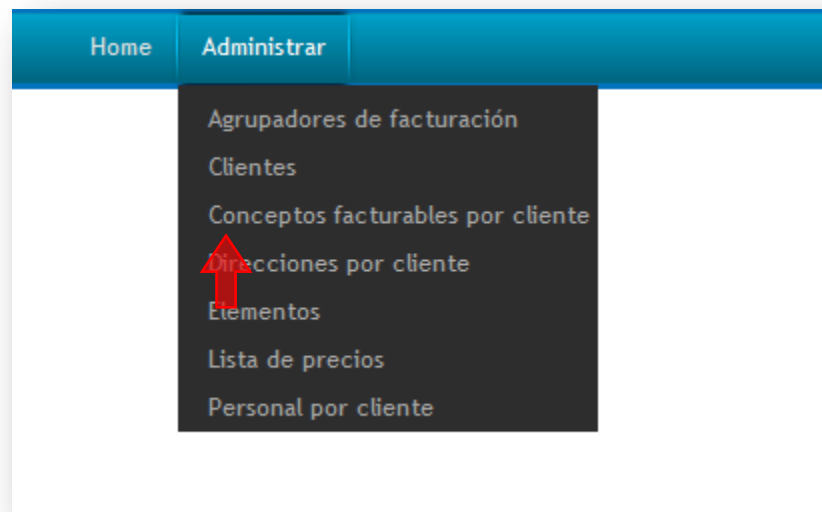 Home Administrar
Agrupadores de facturación
Clientes
Conceptos facturables por cliente
Direcciones por cliente
Elementos
Lista de precios
Personal por cliente